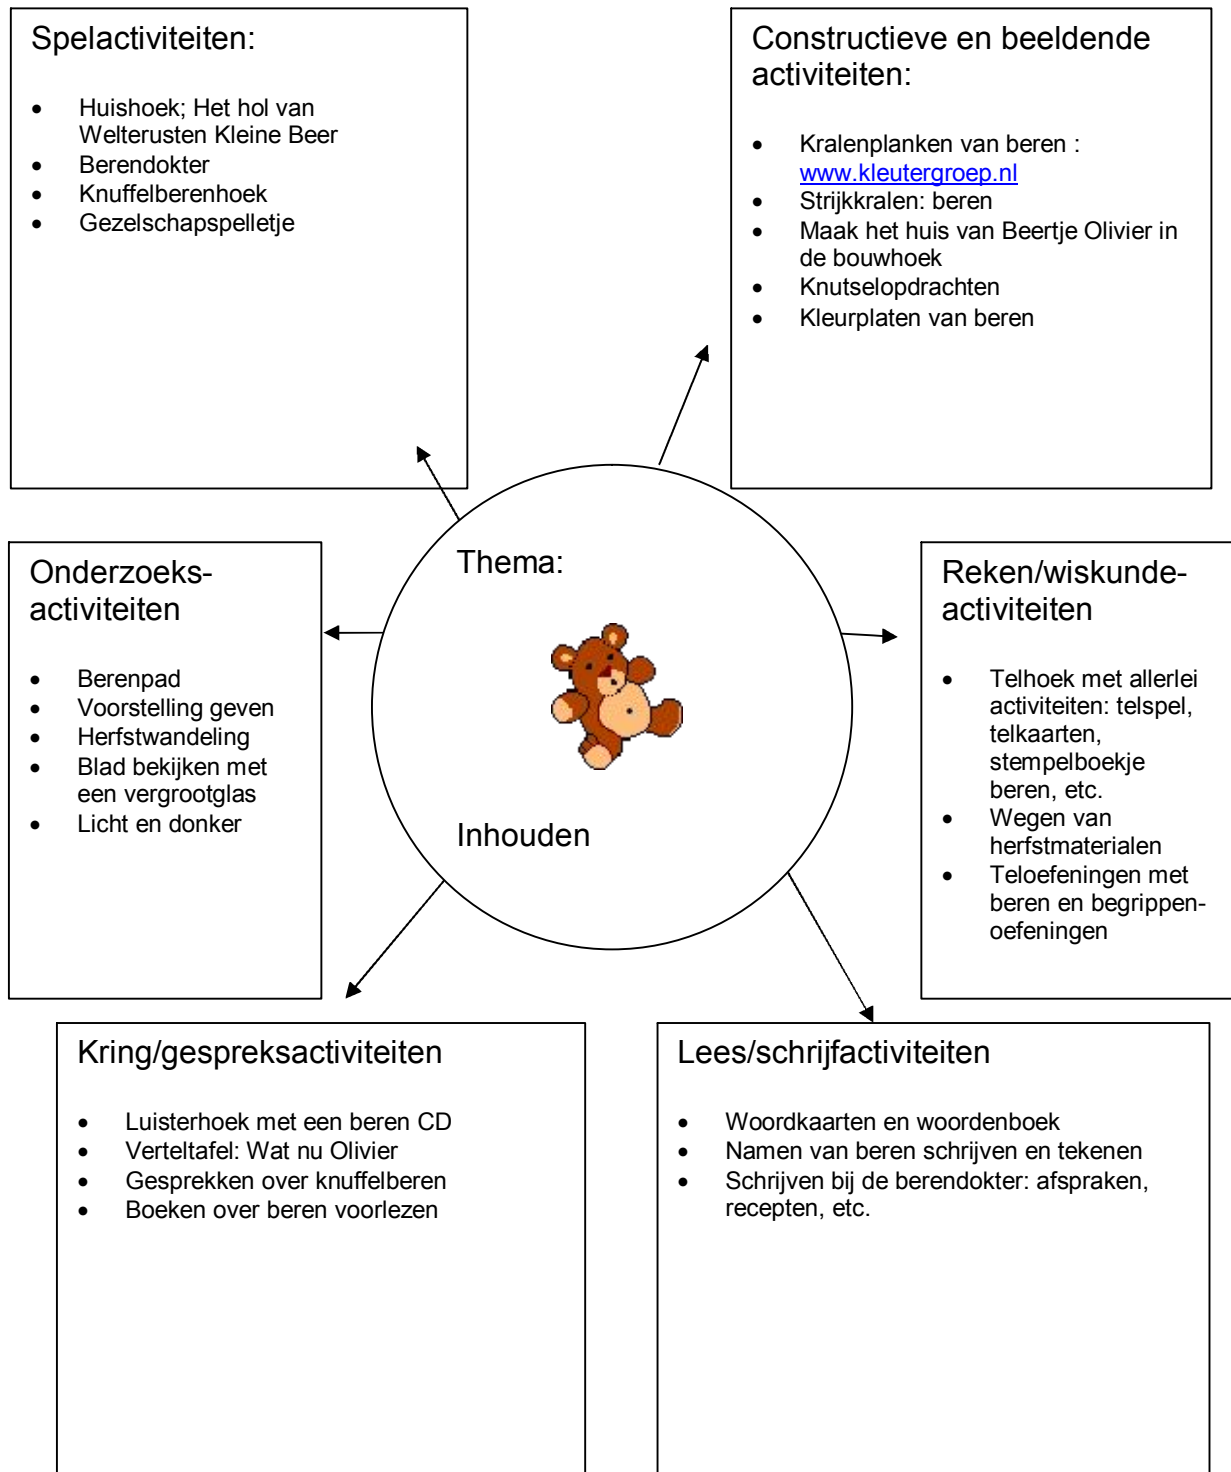 Spelactiviteiten:
• Huishoek; Het hol van
Welterusten Kleine Beer
• Berendokter
• Knuffelberenhoek
• Gezelschapspelletje
Constructieve en beeldende
activiteiten:
• Kralenplanken van beren :
www.kleutergroep.nl
• Strijkkralen: beren
• Maak het huis van Beertje Olivier in
de bouwhoek
• Knutselopdrachten
• Kleurplaten van beren
Onderzoeks-
activiteiten
• Berenpad
• Voorstelling geven
• Herfstwandeling
• Blad bekijken met
een vergrootglas
• Licht en donker
Thema:
Inhouden
Reken/wiskunde-
activiteiten
• Telhoek met allerlei
activiteiten: telspel,
telkaarten,
stempelboekje
beren, etc.
• Wegen van
herfstmaterialen
• Teloefeningen met
beren en begrippen-
oefeningen
Kring/gespreksactiviteiten
• Luisterhoek met een beren CD
• Verteltafel: Wat nu Olivier
• Gesprekken over knuffelberen
• Boeken over beren voorlezen
Lees/schrijfactiviteiten
• Woordkaarten en woordenboek
• Namen van beren schrijven en tekenen
• Schrijven bij de berendokter: afspraken,
recepten, etc.